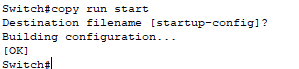 Switch#copy run start
Destination filename [startup-config]?
Building configuration...
[OK]
Switch#